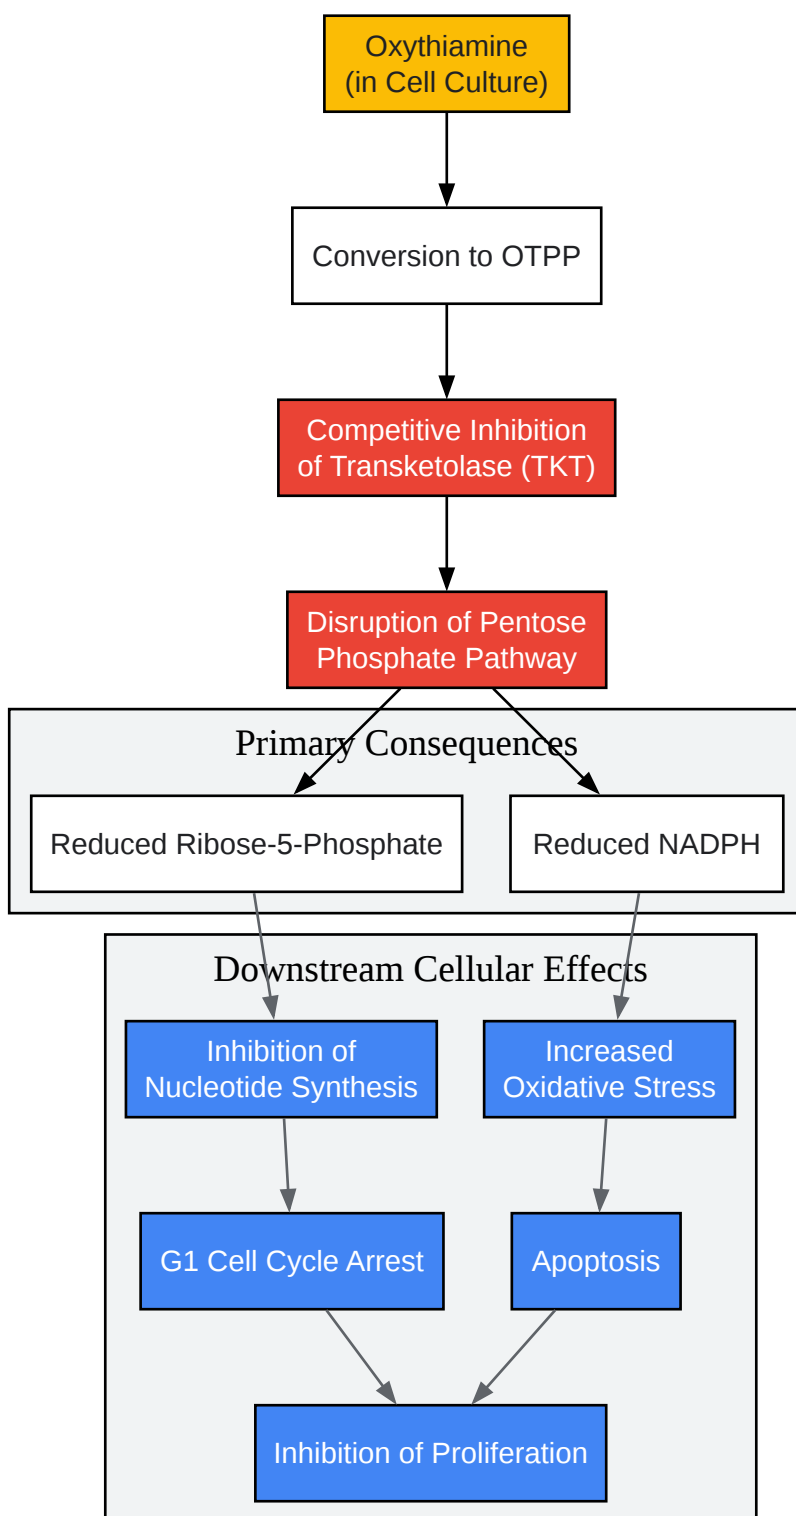 Oxythiamine
(in Cell Culture)
Conversion to OTPP
Competitive Inhibition
of Transketolase (TKT)
Disruption of Pentose
Phosphate Pathway
Primary Consequences
Reduced Ribose-5-Phosphate
Reduced NADPH
Downstream Cellular Effects
Inhibition of
Nucleotide Synthesis
Increased
Oxidative Stress
G1 Cell Cycle Arrest
Apoptosis
Inhibition of Proliferation